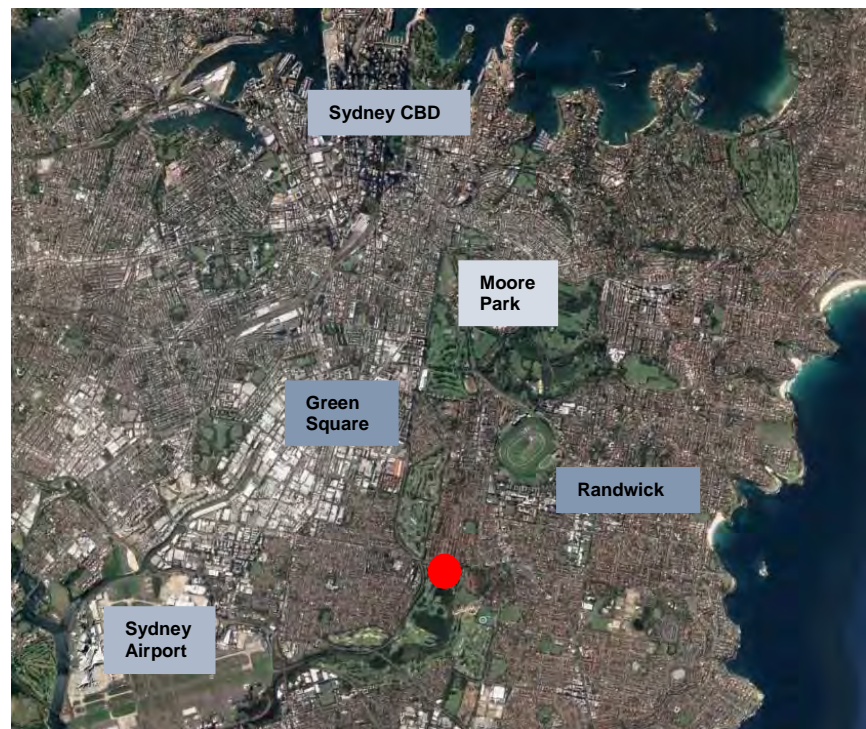 Sydney CBD
Moore
Park
Green
Square
Randwick
Sydney
Airport